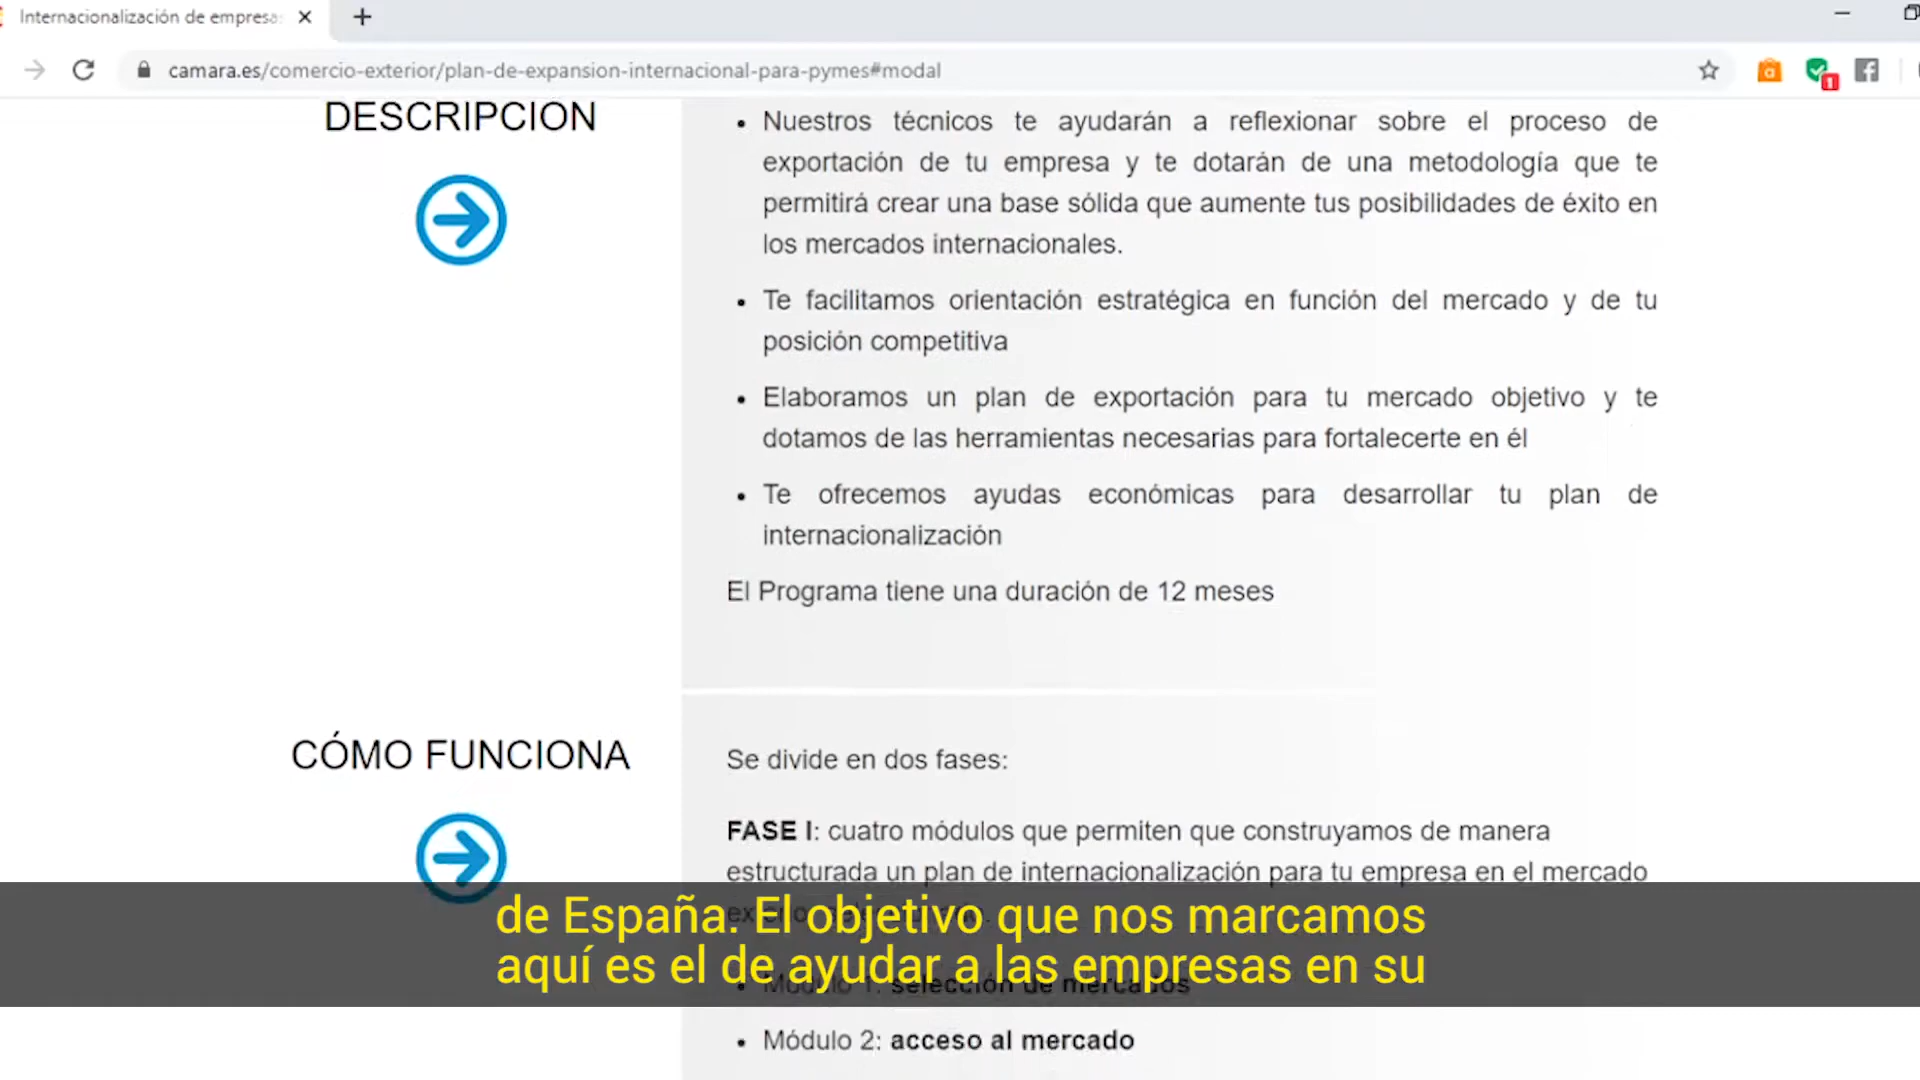 Internacionalización de empresa
camara.es/comercio-exterior/plan-de-expansion-internacional-para-pymes#modal
DESCRIPCION
• Nuestros técnicos te ayudarán a reflexionar sobre el proceso de
exportación de tu empresa y te dotarán de una metodología que te
permitirá crear una base sólida que aumente tus posibilidades de éxito en
los mercados internacionales.
• Te facilitamos orientación estratégica en función del mercado y de tu
posición competitiva
• Elaboramos un plan de exportación para tu mercado objetivo y te
dotamos de las herramientas necesarias para fortalecerte en él
• Te ofrecemos ayudas económicas para desarrollar tu plan de
internacionalización
El Programa tiene una duración de 12 meses
CÓMO FUNCIONA
Se divide en dos fases:
FASE I: cuatro módulos que permiten que construyamos de manera
estructurada un plan de internacionalización para tu empresa en el mercado
de España. El objetivo que nos marcamos
aquí es el de ayudar a las empresas en su
• Módulo 1: selección de mercados
• Módulo 2: acceso al mercado